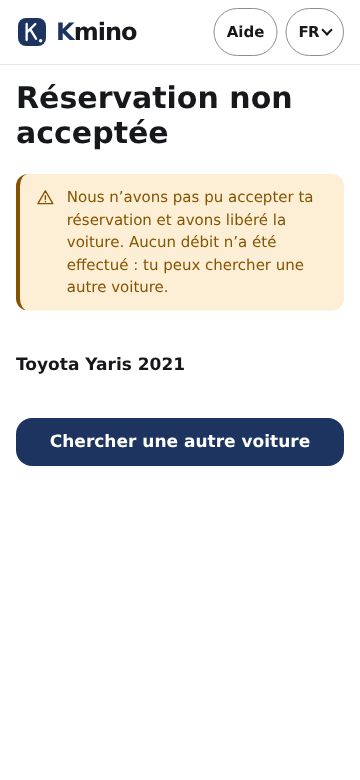 K. Kmino
Aide
FR
Réservation non
acceptée
Nous n’avons pas pu accepter ta
réservation et avons libéré la
voiture. Aucun débit n’a été
effectué : tu peux chercher une
autre voiture.
Toyota Yaris 2021
Chercher une autre voiture